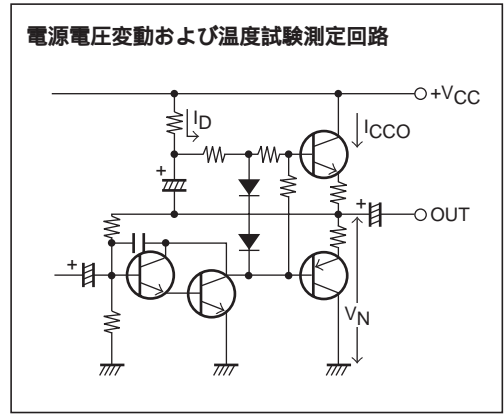 電源電圧変動および温度試験測定回路
+VCC
ID
ICCO
+
+
OUT
+
VN